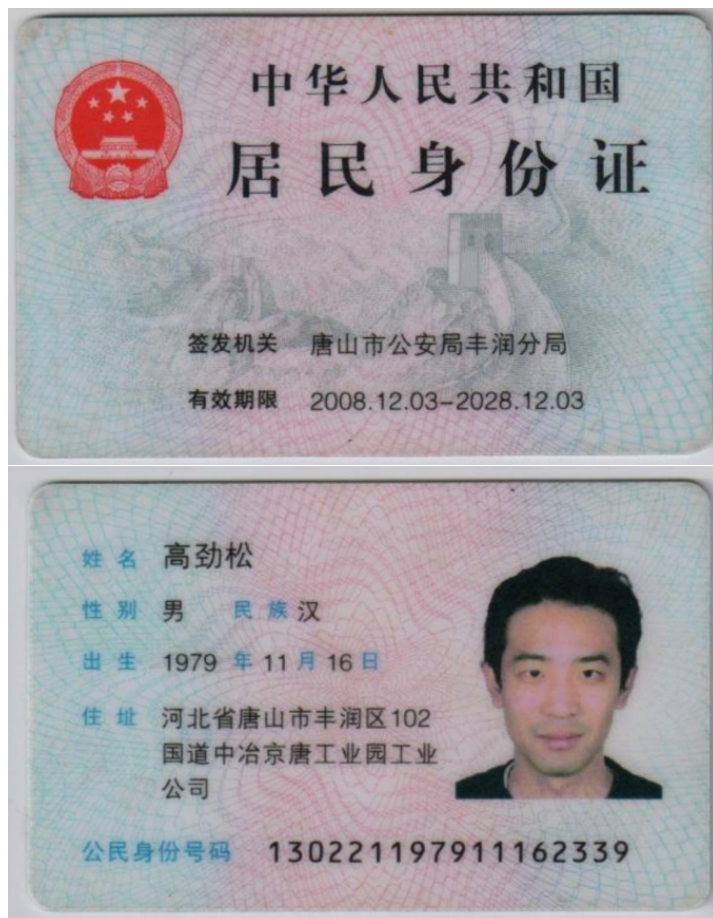 中华人民共和国
居民身份证
签发机关 唐山市公安局丰润分局
有效期限 2008.12.03-2028.12.03
姓名 高劲松
性别 男 民族 汉
出生 1979 年 11 月 16 日
住址 河北省唐山市丰润区102
国道中冶京唐工业园工业
公司
公民身份号码 130221197911162339